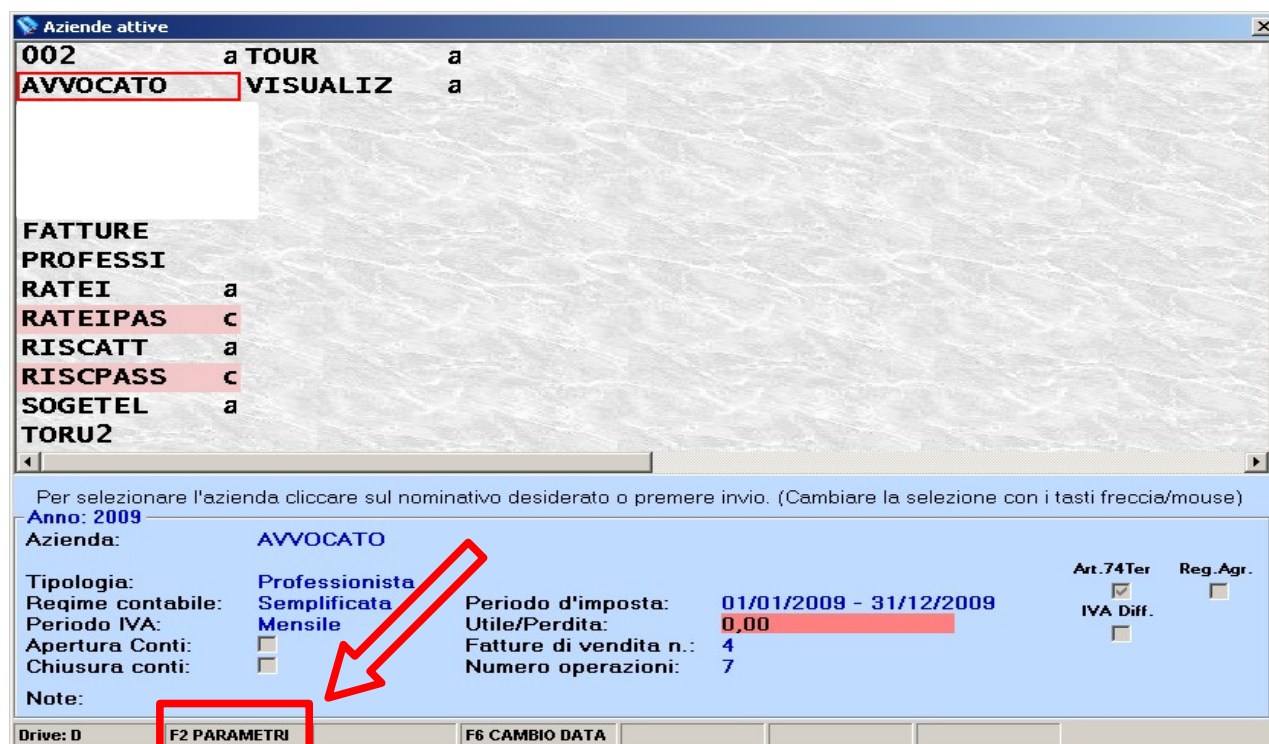 Aziende attive
002 a TOUR a
AVVOCATO VISUALIZ a
FATTURE
PROFESSI
RATEI a
RATEIPAS c
RISCATT a
RISCPASS c
SOGETEL a
TORU2
Per selezionare l'azienda cliccare sul nominativo desiderato o premere invio. (Cambiare la selezione con i tasti freccia/mouse)
Anno: 2009
Azienda: AVVOCATO
Art.74Ter Reg.Agr.
Tipologia: Professionista
Regime contabile: Semplificata Periodo d'imposta: 01/01/2009 - 31/12/2009 IVA Diff.
Periodo IVA: Mensile Utile/Perdita: 0,00
Apertura Conti: Fatture di vendita n.: 4
Chiusura conti: Numero operazioni: 7
Note:
Drive: D F2 PARAMETRI F6 CAMBIO DATA